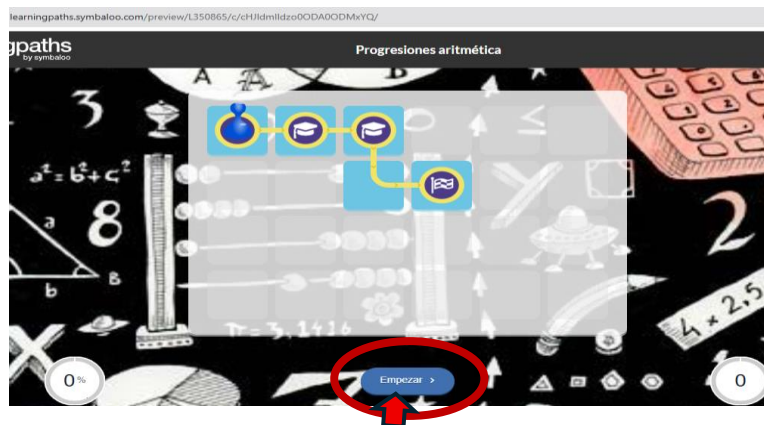 learningpaths.symbaloo.com/preview/L350865/c/cHJldmlldzo0ODA0ODMxYQ/
gpaths
by symbaloo
Progresiones aritmética
A
3
a² = b² + c²
a
8
b
B
2
π = 3,1416
4 × 2,5
0 %
Empezar >
0